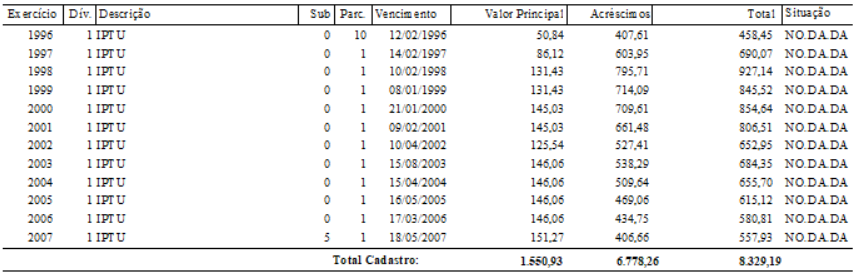 Exercício Dív. Descrição Sub Parc. Vencimento Valor Principal Acréscimos Total Situação
1996 1 IPTU 0 10 12/02/1996 50,84 407,61 458,45 NO.DA.DA
1997 1 IPTU 0 1 14/02/1997 86,12 603,95 690,07 NO.DA.DA
1998 1 IPTU 0 1 10/02/1998 131,43 795,71 927,14 NO.DA.DA
1999 1 IPTU 0 1 08/01/1999 131,43 714,09 845,52 NO.DA.DA
2000 1 IPTU 0 1 21/01/2000 145,03 709,61 854,64 NO.DA.DA
2001 1 IPTU 0 1 09/02/2001 145,03 661,48 806,51 NO.DA.DA
2002 1 IPTU 0 1 10/04/2002 125,54 527,41 652,95 NO.DA.DA
2003 1 IPTU 0 1 15/08/2003 146,06 538,29 684,35 NO.DA.DA
2004 1 IPTU 0 1 15/04/2004 146,06 509,64 655,70 NO.DA.DA
2005 1 IPTU 0 1 16/05/2005 146,06 469,06 615,12 NO.DA.DA
2006 1 IPTU 0 1 17/03/2006 146,06 434,75 580,81 NO.DA.DA
2007 1 IPTU 5 1 18/05/2007 151,27 406,66 557,93 NO.DA.DA
Total Cadastro: 1.550,93 6.778,26 8.329,19